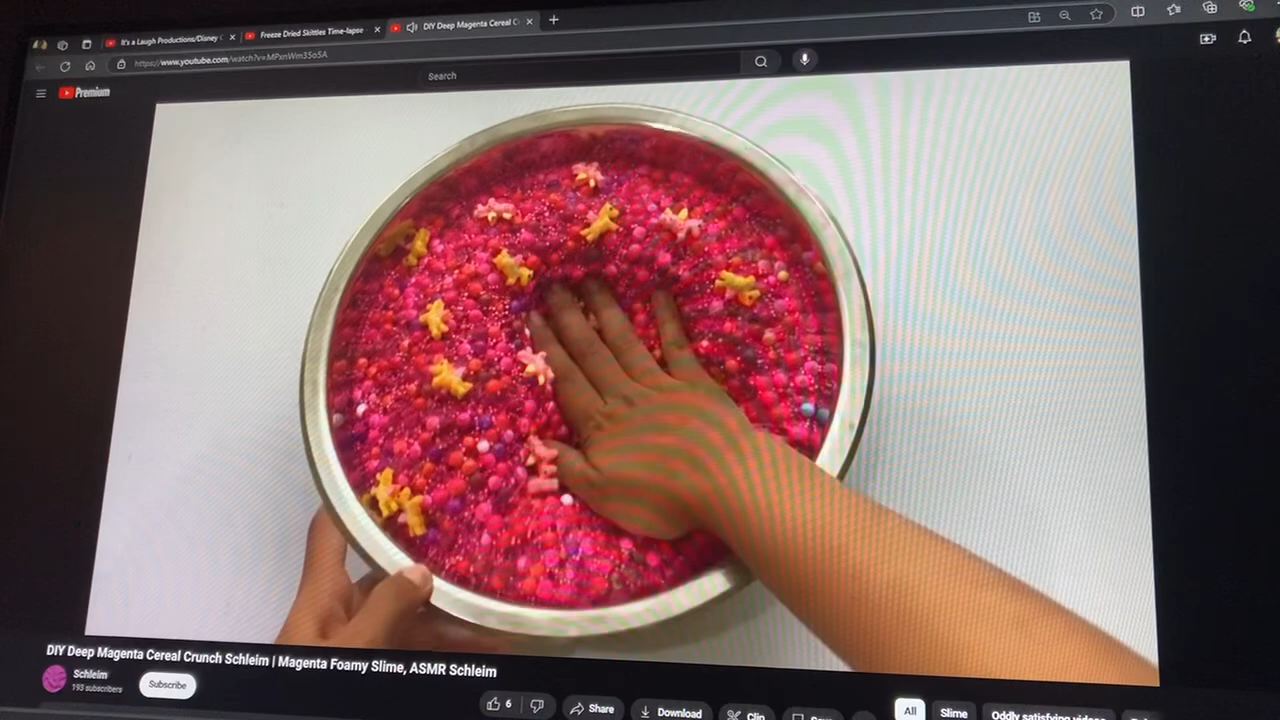 It's a Laugh Productions/Disney
Freeze Dried Skittles Time-lapse
DIY Deep Magenta Cereal C
https://www.youtube.com/watch?v=MPxnWm35o5A
Premium
Search
DIY Deep Magenta Cereal Crunch Schleim | Magenta Foamy Slime, ASMR Schleim
Schleim
193 subscribers
Subscribe
6
Share
Download
Clip
All
Slime
Oddly satisfying videos